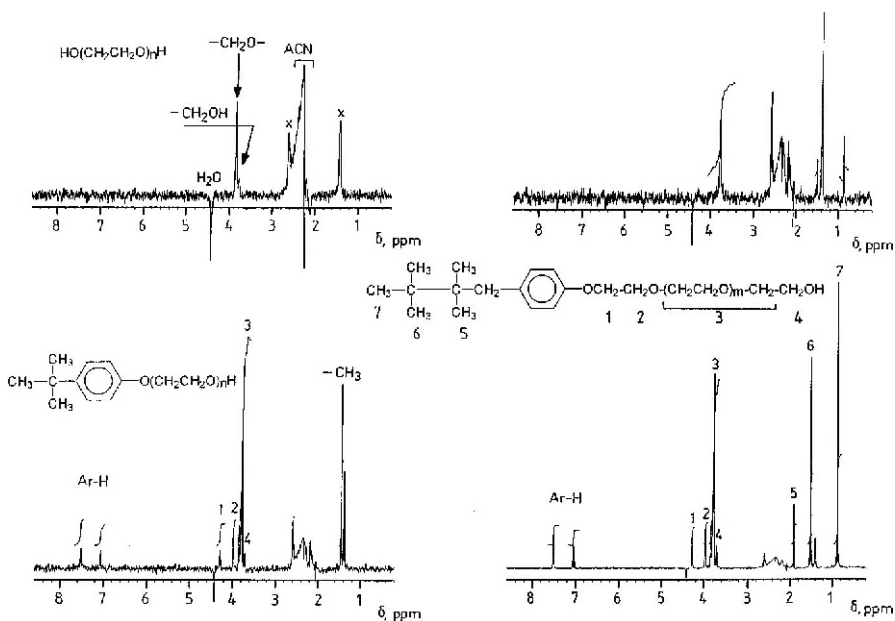 HO(CH₂CH₂O)nH
–CH₂O–
ACN
–CH₂OH
x
x
H₂O
8 7 6 5 4 3 2 1
δ, ppm
8 7 6 5 4 3 2 1
δ, ppm
CH₃ CH₃
CH₃–C–C–CH₂–O–CH₂–CH₂O–(CH₂CH₂O)m–CH₂–CH₂OH
CH₃ CH₃
7 6 5 1 2 3 4
CH₃
CH₃–C–O(CH₂CH₂O)nH
CH₃
3
–CH₃
Ar-H
1 2 4
8 7 6 5 4 3 2 1
δ, ppm
7
6
3
Ar-H
1 2 4 5
8 7 6 5 4 3 2 1
δ, ppm